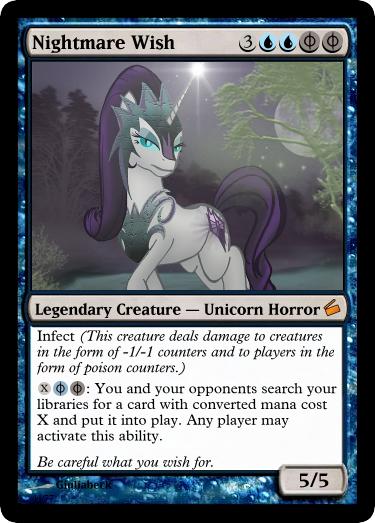 Nightmare Wish 3
Legendary Creature — Unicorn Horror
Infect (This creature deals damage to creatures
in the form of -1/-1 counters and to players in the
form of poison counters.)
X : You and your opponents search your
libraries for a card with converted mana cost
X and put it into play. Any player may
activate this ability.
Be careful what you wish for.
5/5
Giuliabeck